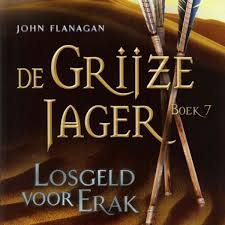 JOHN FLANAGAN
DE GRIJZE
JAGER BOEK 7
LOSGELD
VOOR ERAK